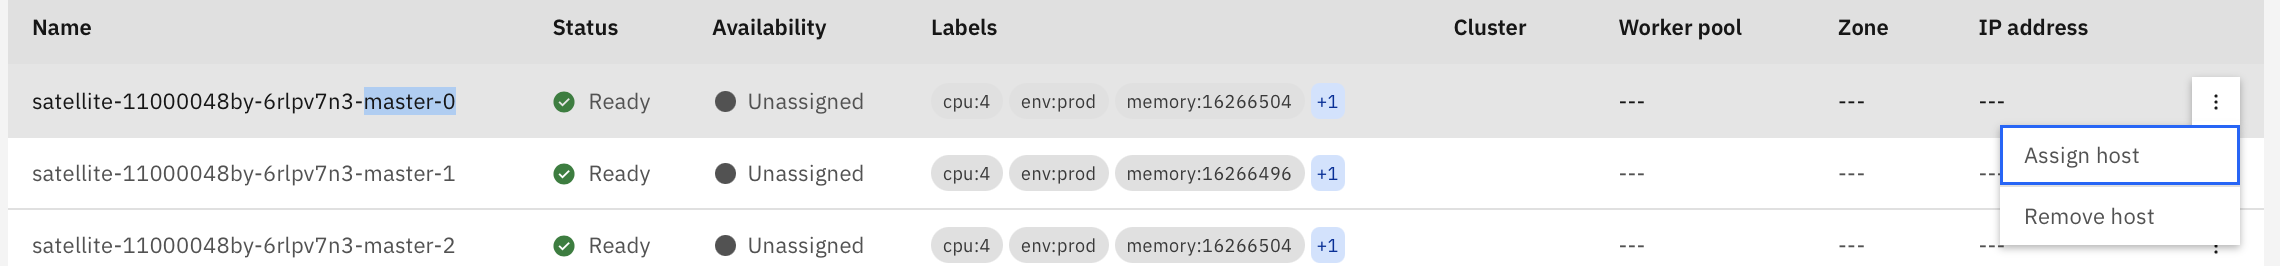 Name Status Availability Labels Cluster Worker pool Zone IP address
satellite-11000048by-6rlpv7n3-master-0 Ready Unassigned cpu:4 env:prod memory:16266504 +1 --- --- ---
Assign host
satellite-11000048by-6rlpv7n3-master-1 Ready Unassigned cpu:4 env:prod memory:16266496 +1 --- --- ---
Remove host
satellite-11000048by-6rlpv7n3-master-2 Ready Unassigned cpu:4 env:prod memory:16266504 +1 --- --- ---